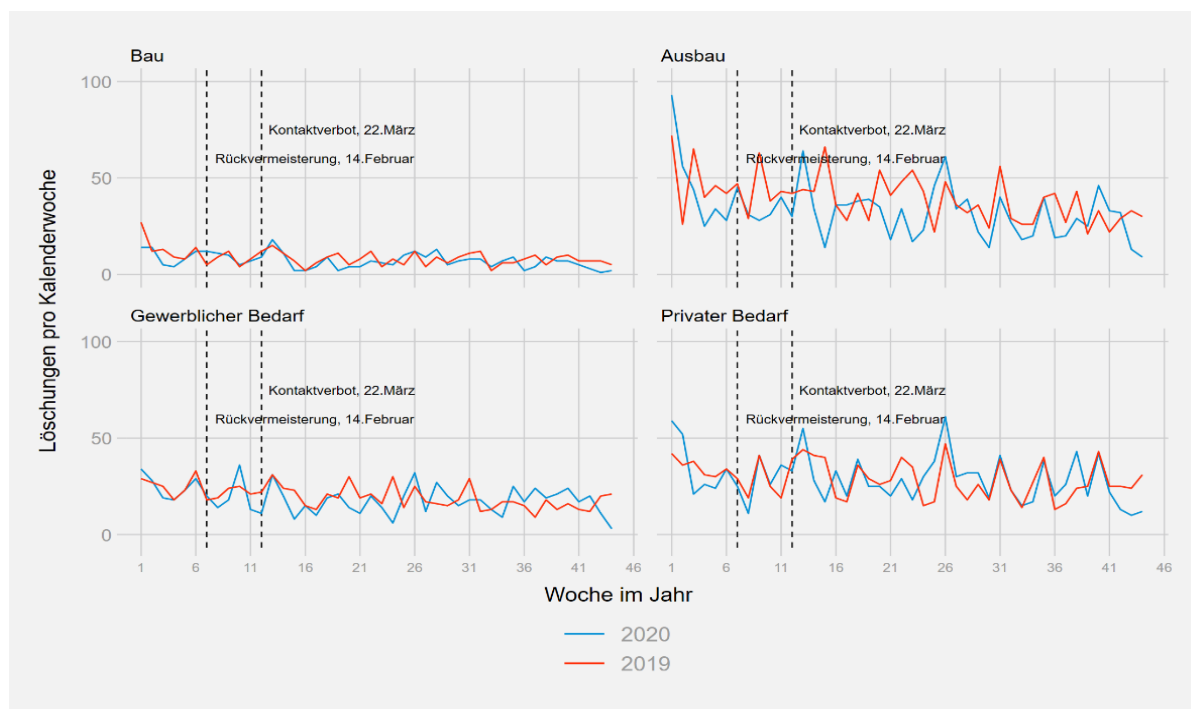 Bau
Ausbau
Löschungen pro Kalenderwoche
100
50
0
Kontaktverbot, 22.März
Rückvermeisterung, 14.Februar
Kontaktverbot, 22.März
Rückvermeisterung, 14.Februar
Gewerblicher Bedarf
Privater Bedarf
100
50
0
Kontaktverbot, 22.März
Rückvermeisterung, 14.Februar
Kontaktverbot, 22.März
Rückvermeisterung, 14.Februar
1 6 11 16 21 26 31 36 41 46
1 6 11 16 21 26 31 36 41 46
Woche im Jahr
2020
2019